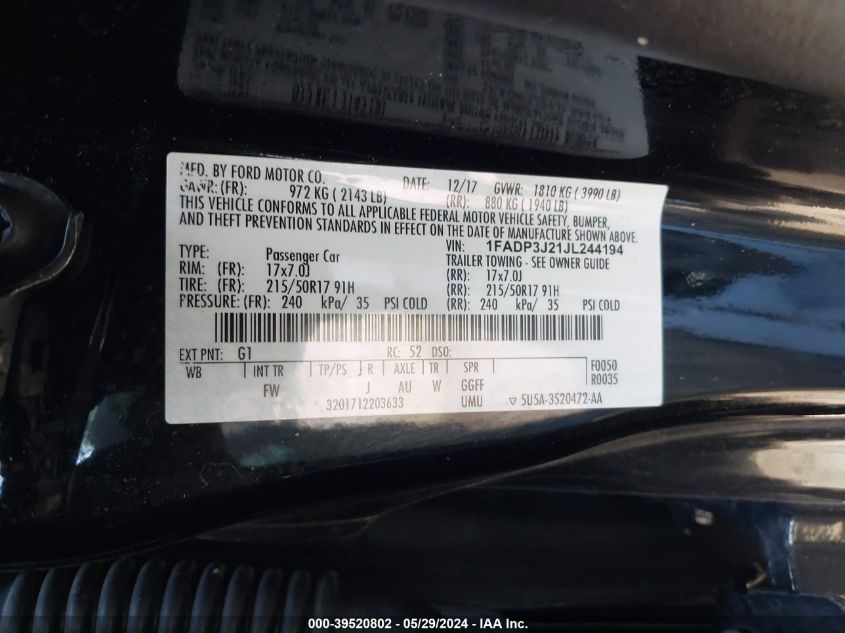 MFD. BY FORD MOTOR CO. DATE: 12/17 GVWR: 1810 KG ( 3990 LB)
GAWR: (FR): 972 KG ( 2143 LB) (RR): 880 KG ( 1940 LB)
THIS VEHICLE CONFORMS TO ALL APPLICABLE FEDERAL MOTOR VEHICLE SAFETY, BUMPER,
AND THEFT PREVENTION STANDARDS IN EFFECT ON THE DATE OF MANUFACTURE SHOWN ABOVE.
VIN: 1FADP3J21JL244194
TYPE: Passenger Car TRAILER TOWING - SEE OWNER GUIDE
RIM: (FR): 17x7.0J (RR): 17x7.0J
TIRE: (FR): 215/50R17 91H (RR): 215/50R17 91H
PRESSURE: (FR): 240 kPa/ 35 PSI COLD (RR): 240 kPa/ 35 PSI COLD
EXT PNT: G1 RC: 52 DSO:
WB INT TR TP/PS R AXLE TR SPR F0050
FW J AU W GGFF R0035
3201712203633 UMU 5U5A-3520472-AA
000-39520802 - 05/29/2024 - IAA Inc.